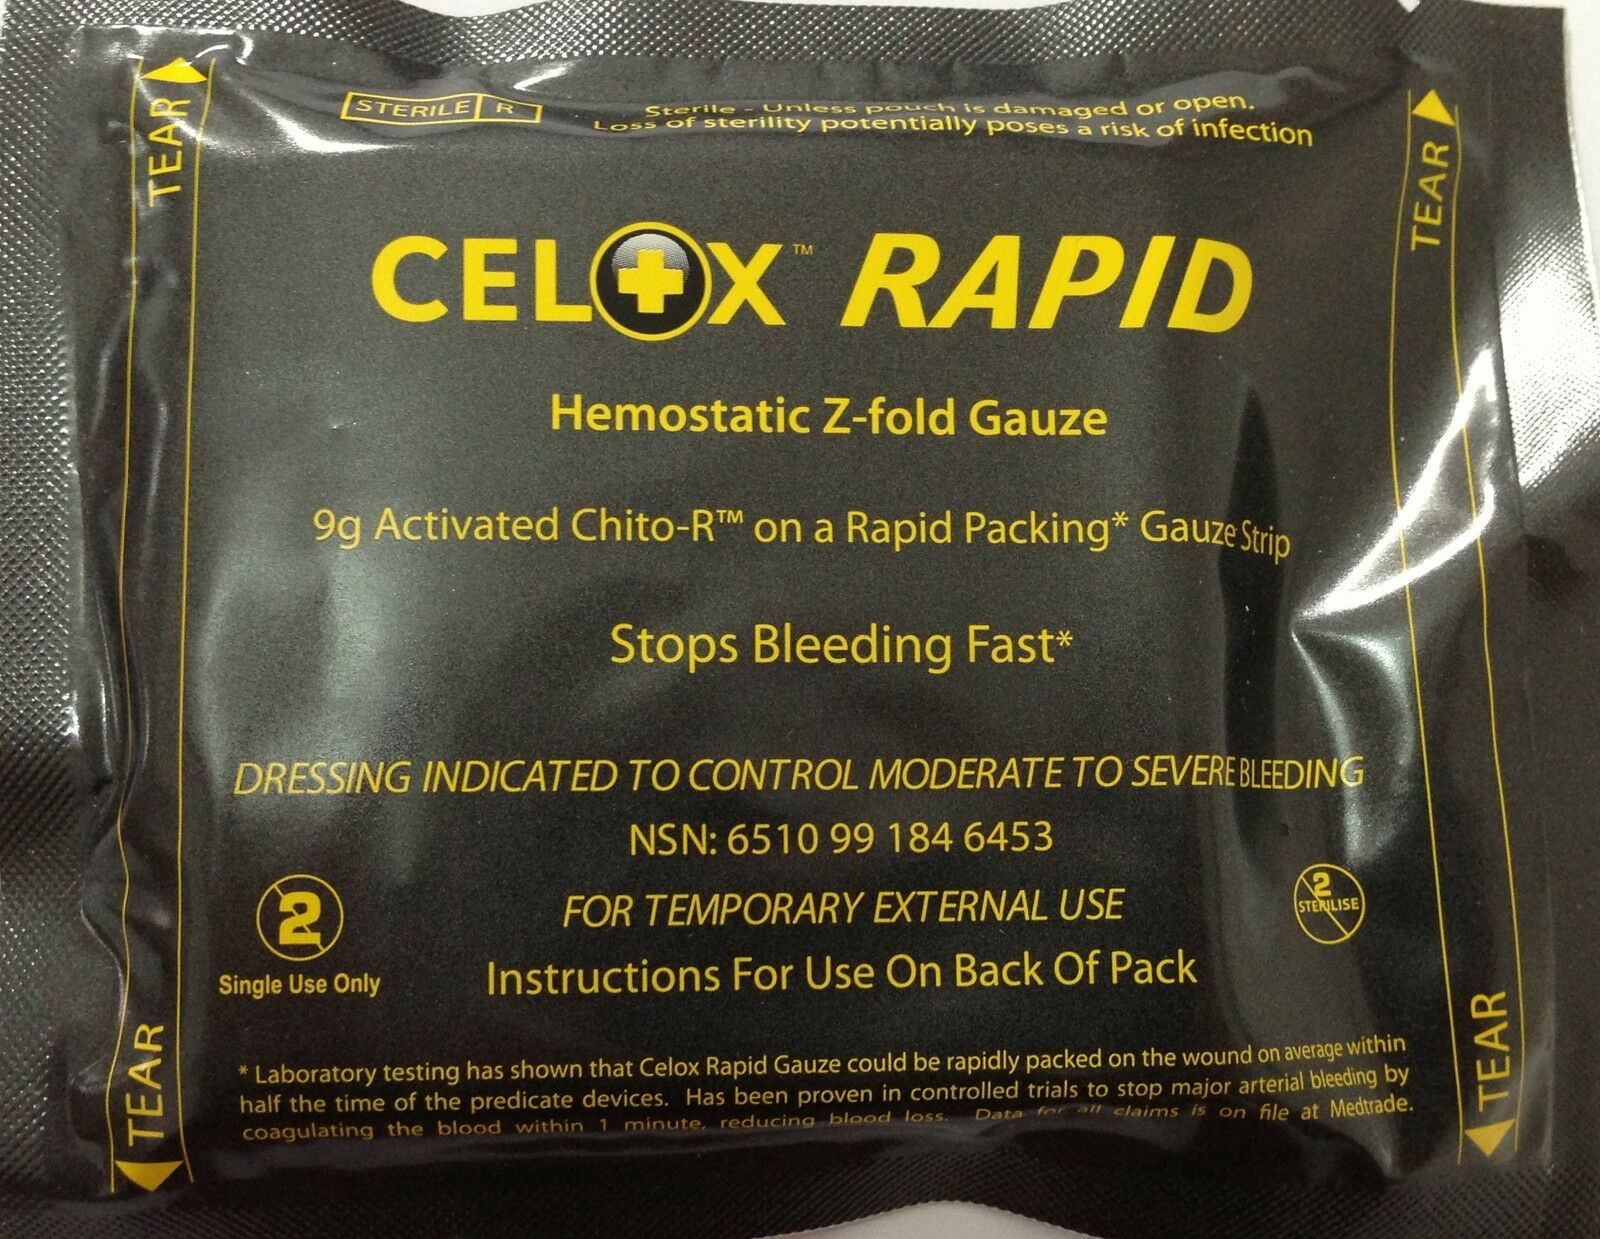 TEAR
TEAR
STERILE R
Sterile - Unless pouch is damaged or open.
Loss of sterility potentially poses a risk of infection
CELOX™ RAPID
Hemostatic Z-fold Gauze
9g Activated Chito-R™ on a Rapid Packing* Gauze Strip
Stops Bleeding Fast*
DRESSING INDICATED TO CONTROL MODERATE TO SEVERE BLEEDING
NSN: 6510 99 184 6453
FOR TEMPORARY EXTERNAL USE
2
Single Use Only
2
STERILISE
Instructions For Use On Back Of Pack
* Laboratory testing has shown that Celox Rapid Gauze could be rapidly packed on the wound on average within
half the time of the predicate devices. Has been proven in controlled trials to stop major arterial bleeding by
coagulating the blood within 1 minute, reducing blood loss. Data for all claims is on file at Medtrade.
TEAR
TEAR